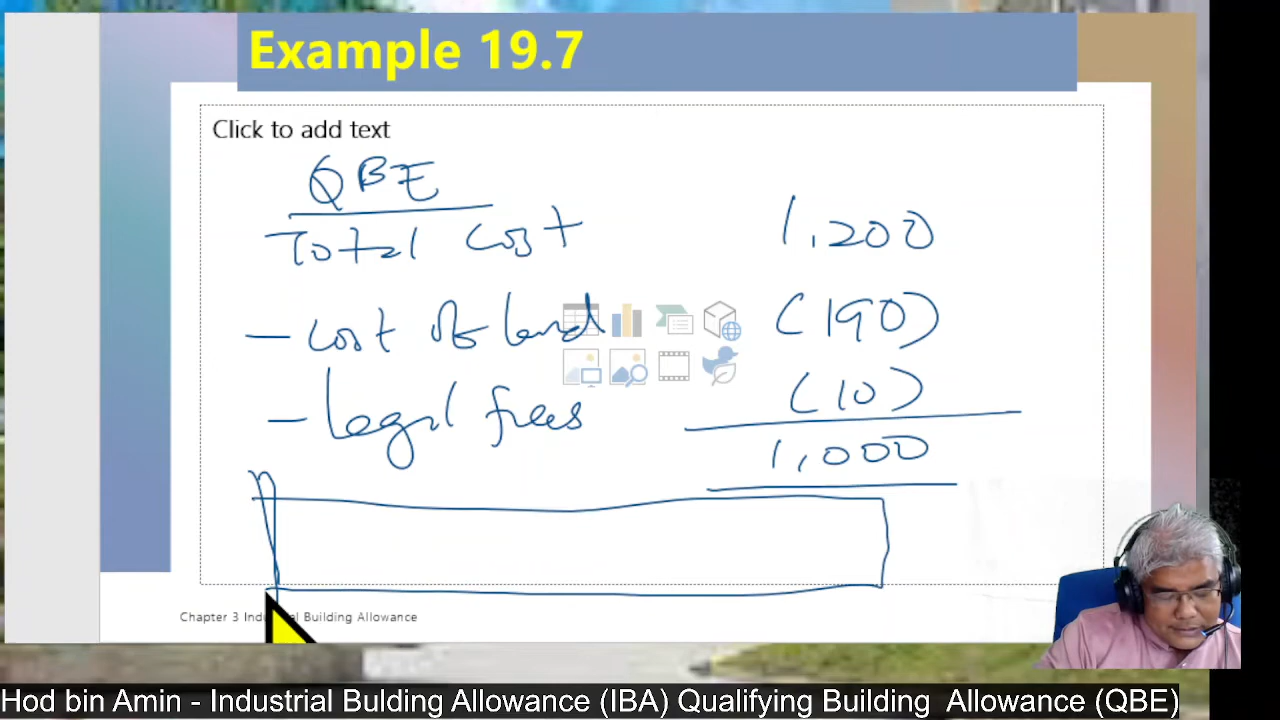 Example 19.7
Click to add text
QBE
Total cost 1,200
- cost of land (190)
- legal fees (10)
1,000
Chapter 3 Indu l Building Allowance
Hod bin Amin - Industrial Bulding Allowance (IBA) Qualifying Building Allowance (QBE)